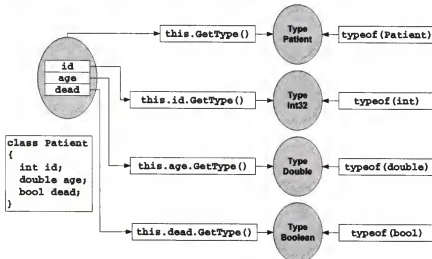 this.GetType()
Type
Patient
typeof(Patient)
id
age
dead
this.id.GetType()
Type
Int32
typeof(int)
class Patient
{
int id;
double age;
bool dead;
}
this.age.GetType()
Type
Double
typeof(double)
this.dead.GetType()
Type
Boolean
typeof(bool)